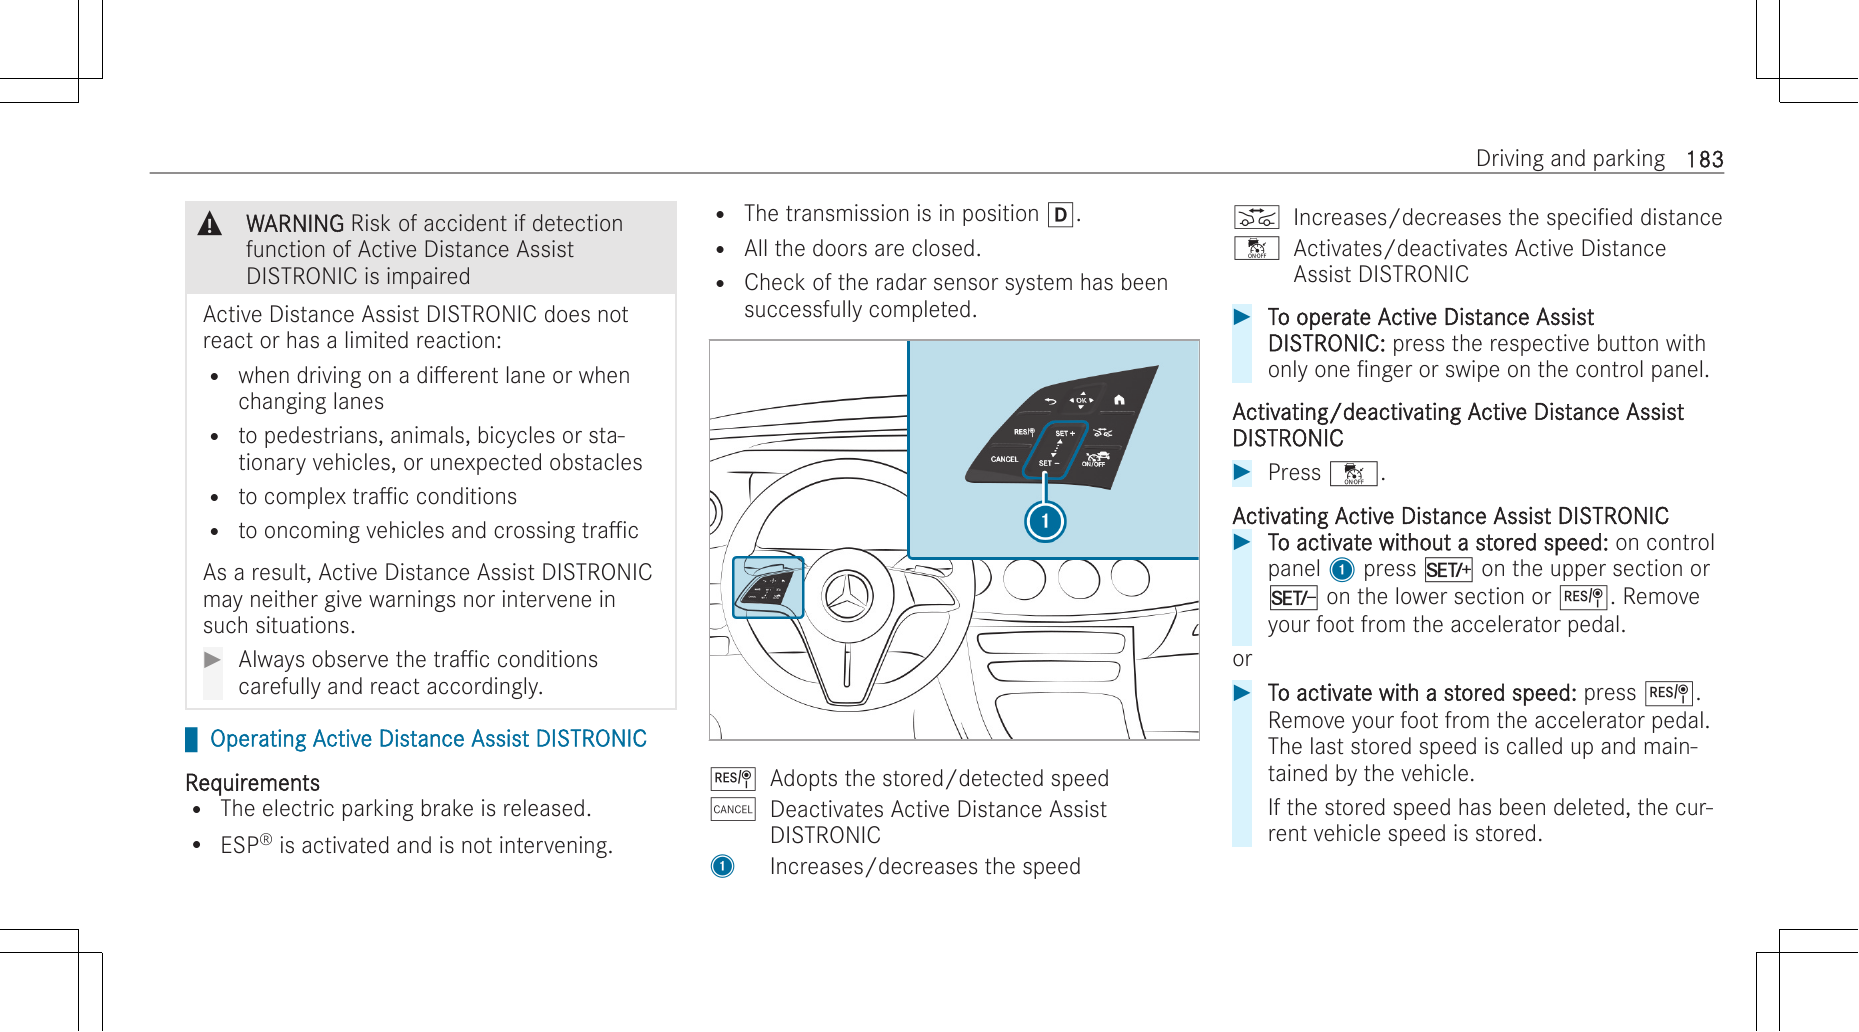 Driving and parking 183
WARNING Risk of accident if detection
function of Active Distance Assist
DISTRONIC is impaired
Active Distance Assist DISTRONIC does not
react or has a limited reaction:
• when driving on a different lane or when
changing lanes
• to pedestrians, animals, bicycles or sta-
tionary vehicles, or unexpected obstacles
• to complex traffic conditions
• to oncoming vehicles and crossing traffic
As a result, Active Distance Assist DISTRONIC
may neither give warnings nor intervene in
such situations.
▶ Always observe the traffic conditions
carefully and react accordingly.
Operating Active Distance Assist DISTRONIC
Requirements
• The electric parking brake is released.
• ESP® is activated and is not intervening.
• The transmission is in position D.
• All the doors are closed.
• Check of the radar sensor system has been
successfully completed.
OK
RES/ SET +
CANCEL SET − ON/OFF
1
RES/ Adopts the stored/detected speed
CANCEL Deactivates Active Distance Assist
DISTRONIC
1 Increases/decreases the speed
Increases/decreases the specified distance
ON/OFF Activates/deactivates Active Distance
Assist DISTRONIC
▶ To operate Active Distance Assist
DISTRONIC: press the respective button with
only one finger or swipe on the control panel.
Activating/deactivating Active Distance Assist
DISTRONIC
▶ Press ON/OFF.
Activating Active Distance Assist DISTRONIC
▶ To activate without a stored speed: on control
panel 1 press SET/+ on the upper section or
SET/− on the lower section or RES/. Remove
your foot from the accelerator pedal.
or
▶ To activate with a stored speed: press RES/.
Remove your foot from the accelerator pedal.
The last stored speed is called up and main-
tained by the vehicle.
If the stored speed has been deleted, the cur-
rent vehicle speed is stored.